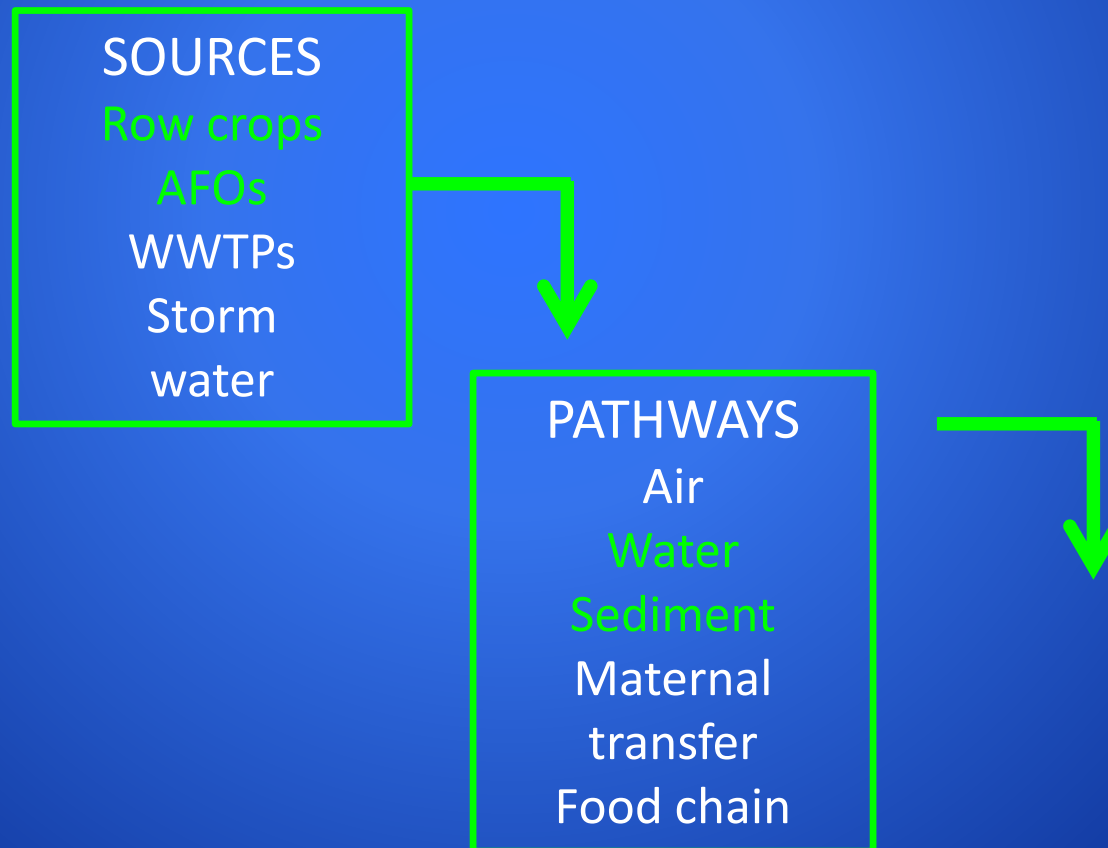 SOURCES
Row crops
AFOs
WWTPs
Storm
water
PATHWAYS
Air
Water
Sediment
Maternal
transfer
Food chain